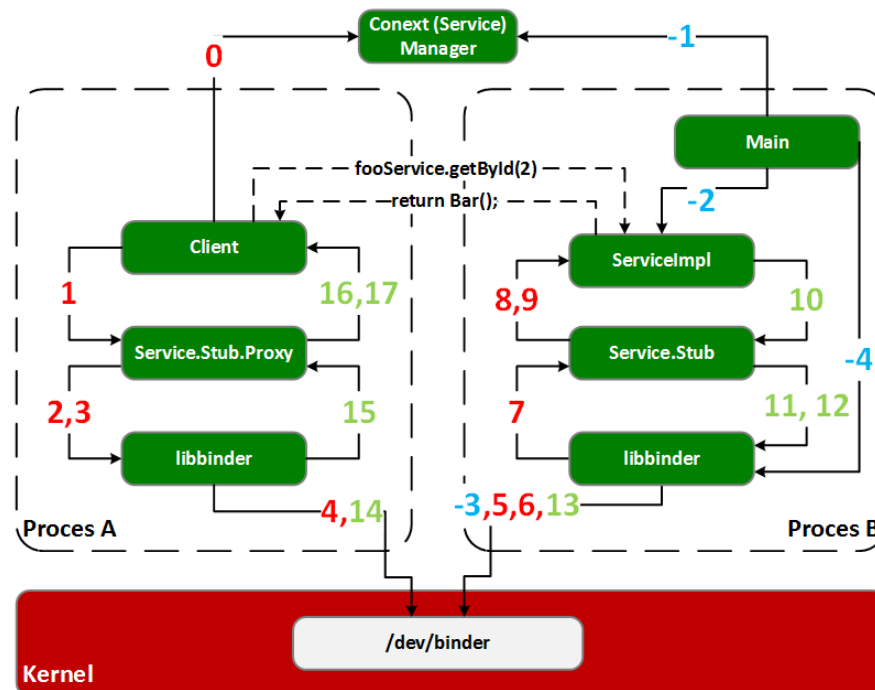 Conext (Service)
Manager
0
-1
Main
fooService.getById(2)
return Bar();
-2
Client
ServiceImpl
1
16,17
8,9
10
Service.Stub.Proxy
Service.Stub
-4
2,3
15
7
11, 12
libbinder
libbinder
4,14
-3,5,6,13
Proces A
Proces B
/dev/binder
Kernel